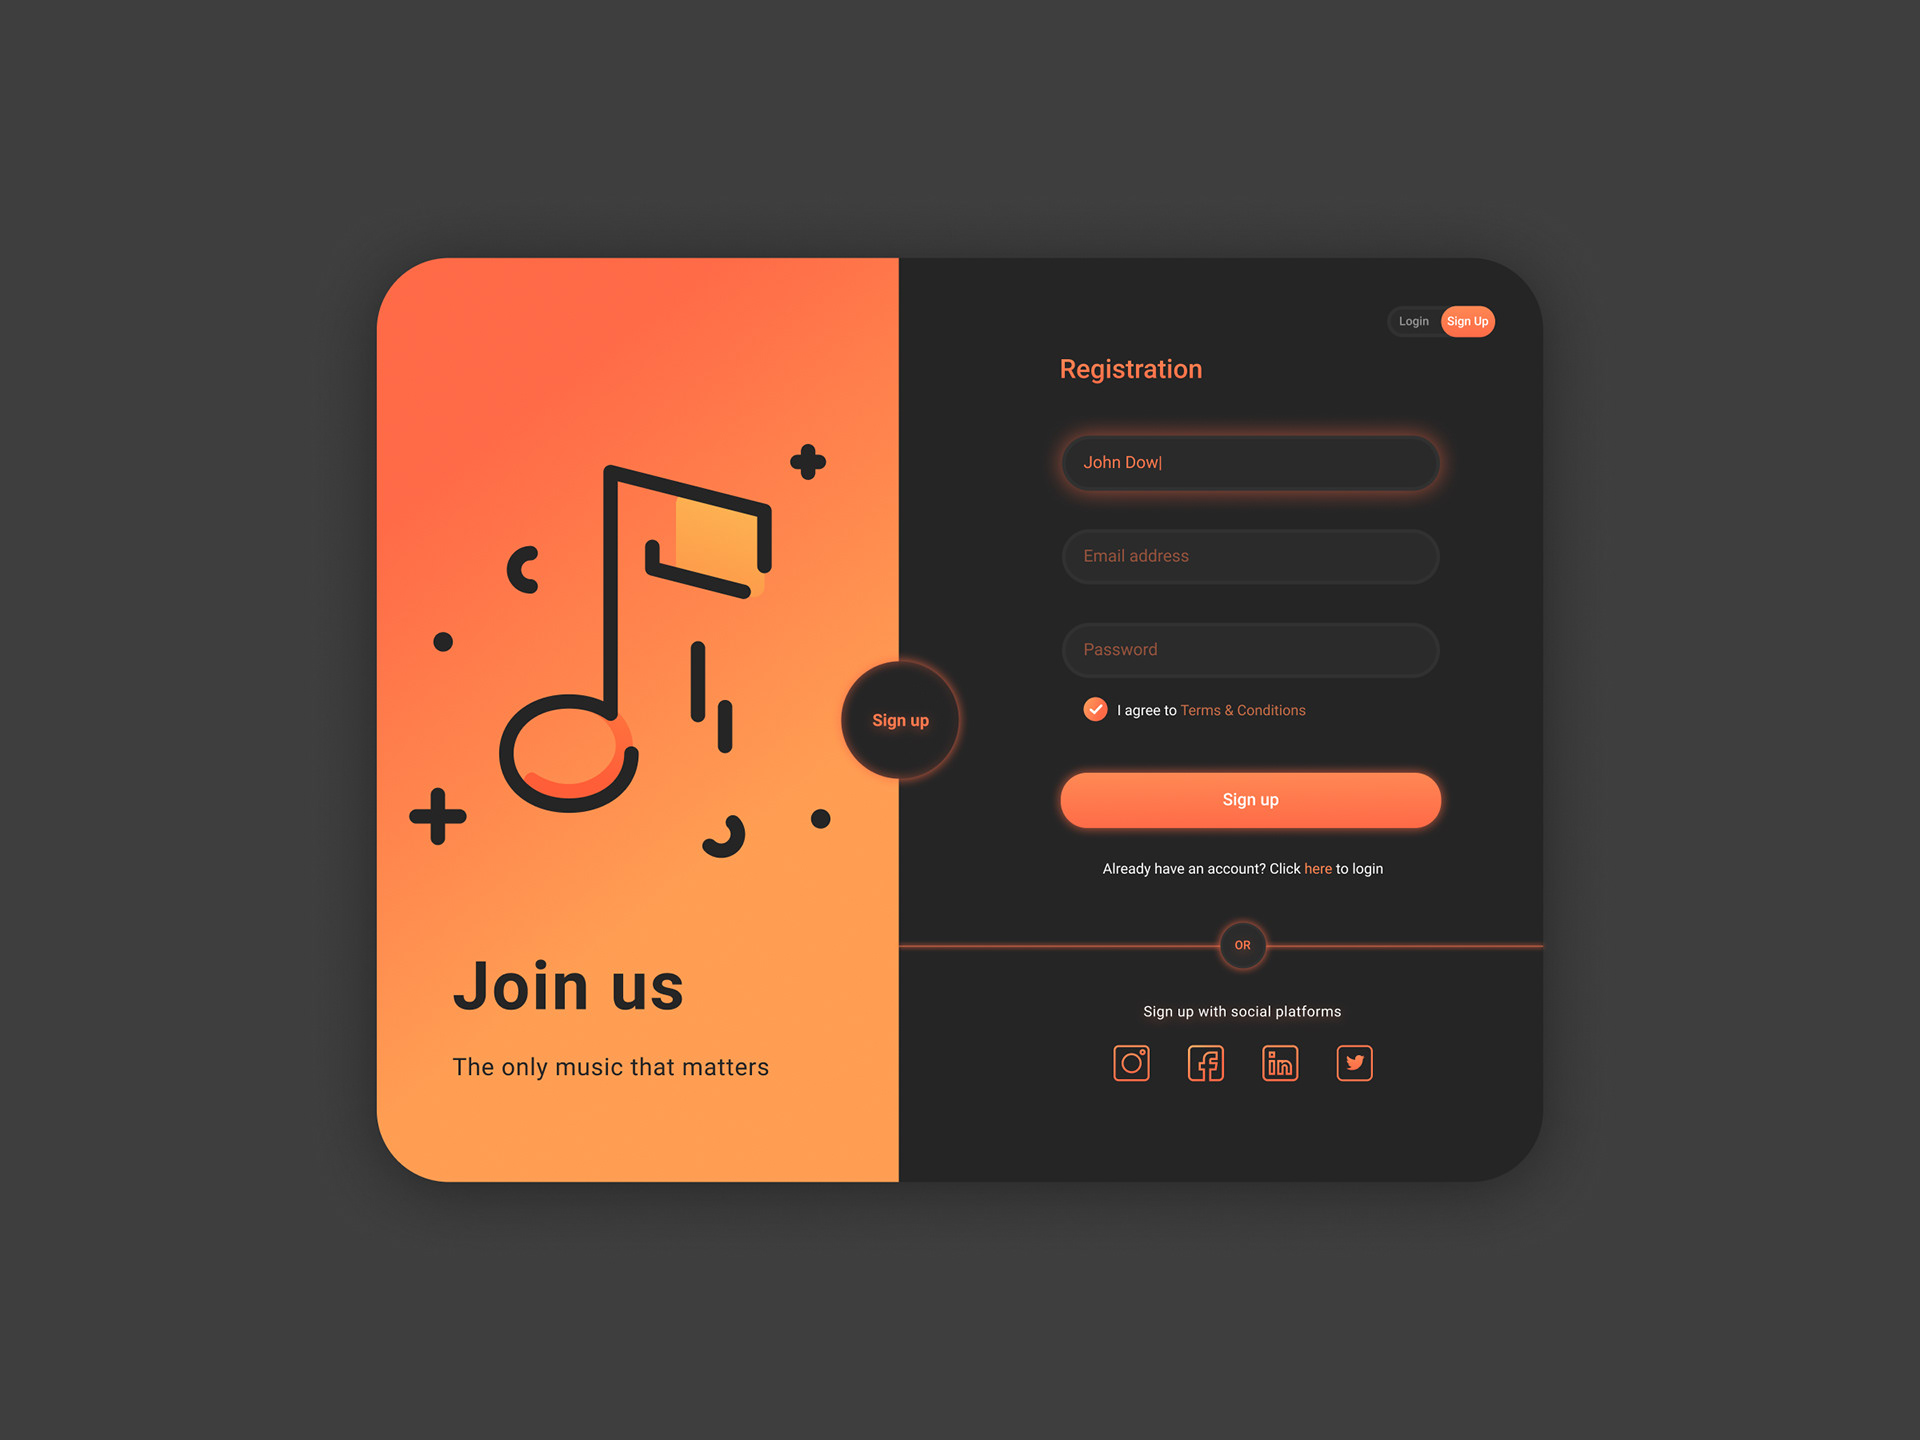 Login Sign Up
Registration
John Dow
Email address
Password
I agree to Terms & Conditions
Sign up
Sign up
Already have an account? Click here to login
OR
Sign up with social platforms
in
Join us
The only music that matters